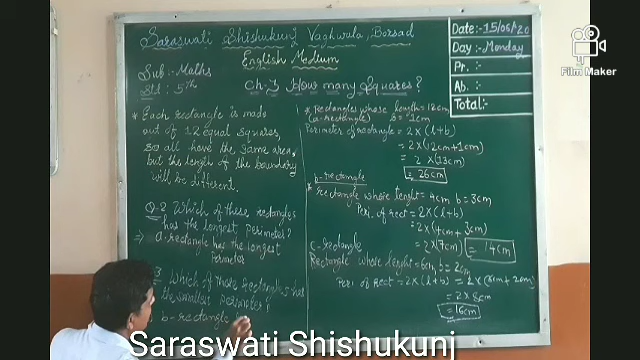 Saraswati Shishukunj Vaghwala, Borsad
English Medium
Sub:- Maths
Std:- 5th
Ch-3 How many Squares?
Date:- 15/06/20
Day:- Monday
Pr.:-
Ab.:-
Total:-
Film Maker
* Each rectangle is made
out of 12 equal squares,
so all have the same area,
but the length of the boundary
will be different.
Q-2 Which of these rectangles
has the longest perimeter?
⇒ a. rectangle has the longest
Perimeter
Which of those Rectangles has
the smallest perimeter?
b- rectangle
* Rectangles whose length = 12cm
(a-rectangle) B = 1cm
Perimeter of rectangle = 2×(l+b)
= 2×(12cm+1cm)
= 2×(13cm)
= 26cm
b-rectangle
* rectangle whose lenght = 4cm b = 3cm
Peri. of rect = 2×(l+b)
= 2×(4cm + 3cm)
= 2×(7cm) = 14cm
c-rectangle
Rectangle whose lenght = 6cm, b = 2cm
Peri of rect = 2×(l+b) = 2×(6cm + 2cm)
= 2×8cm
= 16cm
Saraswati Shishukunj